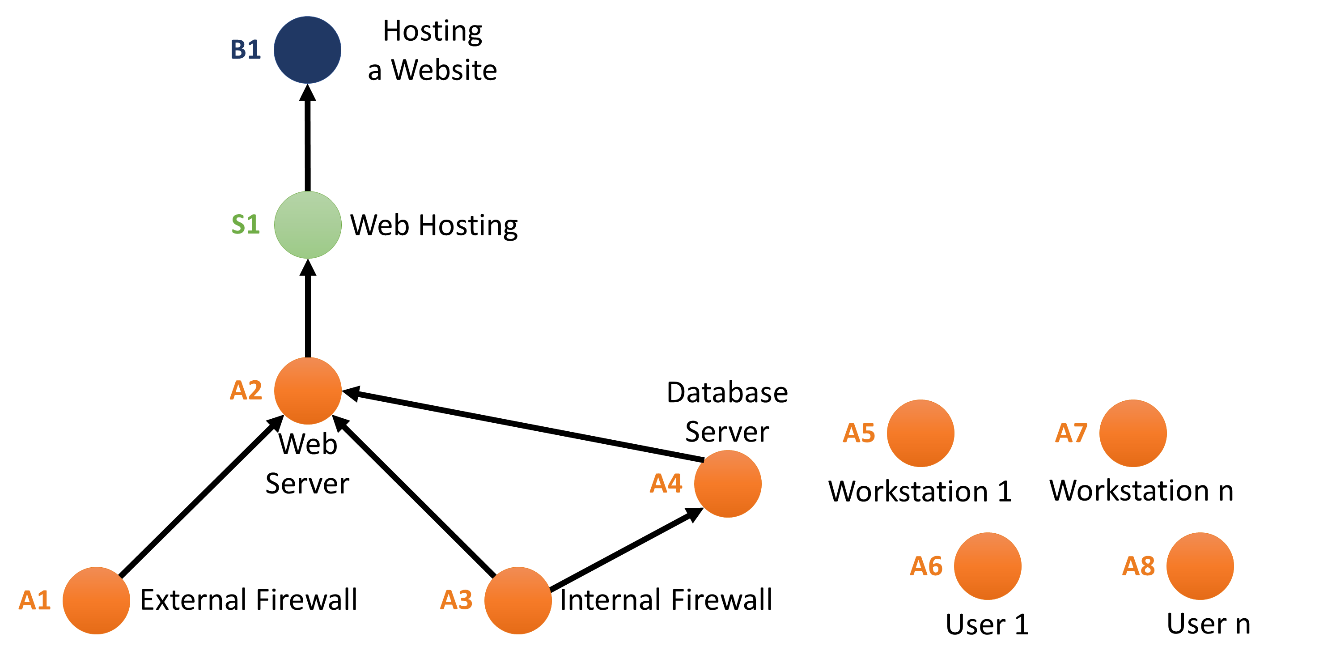 B1
Hosting
a Website
S1
Web Hosting
A2
Web
Server
Database
Server
A4
A5
Workstation 1
A7
Workstation n
A1
External Firewall
A3
Internal Firewall
A6
User 1
A8
User n